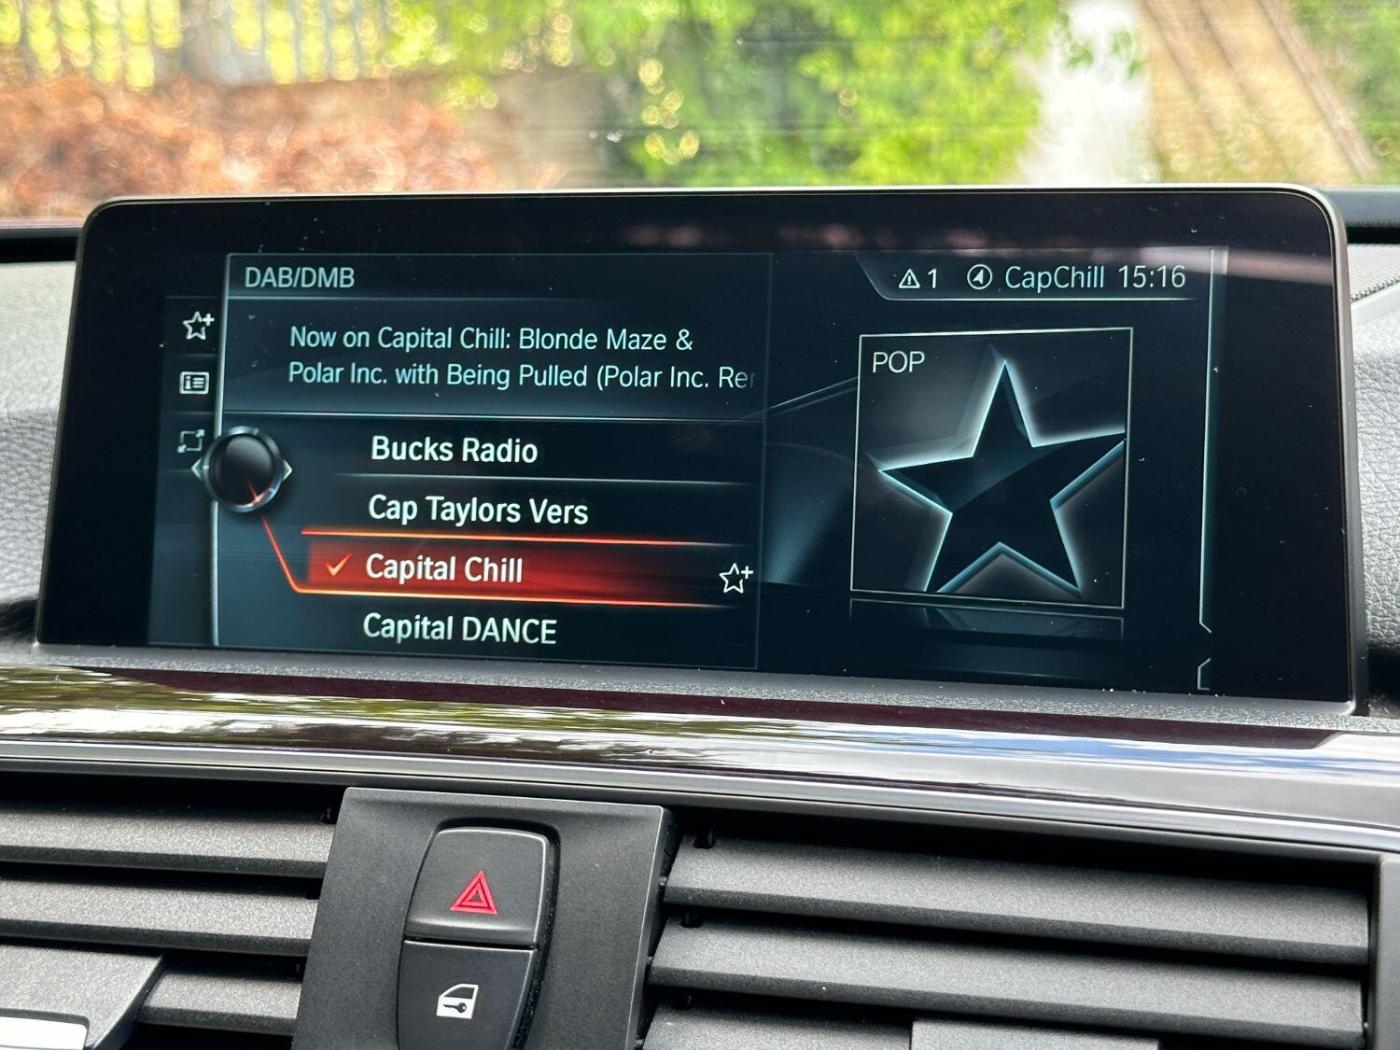 DAB/DMB
1 CapChill 15:16
Now on Capital Chill: Blonde Maze &
Polar Inc. with Being Pulled (Polar Inc. Rer
POP
Bucks Radio
Cap Taylors Vers
Capital Chill
Capital DANCE